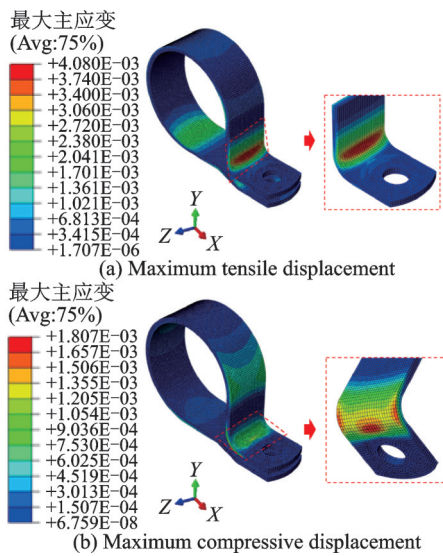 最大主应变
(Avg:75%)
+4.080E-03
+3.740E-03
+3.400E-03
+3.060E-03
+2.720E-03
+2.380E-03
+2.041E-03
+1.701E-03
+1.361E-03
+1.021E-03
+6.813E-04
+3.415E-04
+1.707E-06
Y
Z
X
(a) Maximum tensile displacement
最大主应变
(Avg:75%)
+1.807E-03
+1.657E-03
+1.506E-03
+1.355E-03
+1.205E-03
+1.054E-03
+9.036E-04
+7.530E-04
+6.025E-04
+4.519E-04
+3.013E-04
+1.507E-04
+6.759E-08
Y
Z
X
(b) Maximum compressive displacement